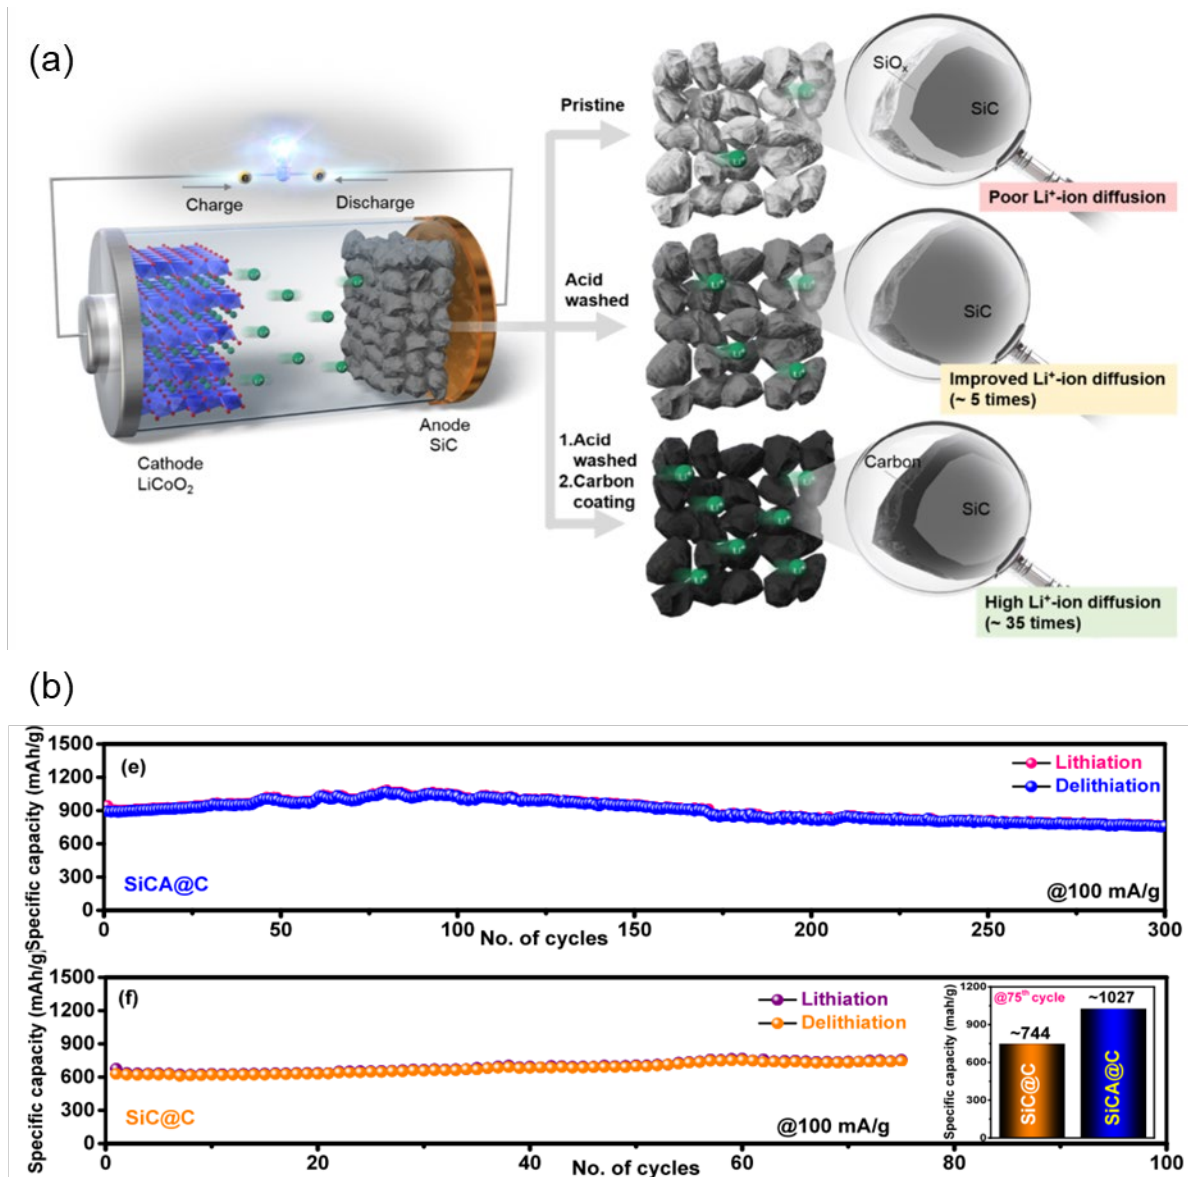 (a)
Charge
Discharge
Cathode
LiCoO₂
Anode
SiC
Pristine
SiOₓ
SiC
Poor Li⁺-ion diffusion
Acid
washed
SiC
Improved Li⁺-ion diffusion
(~ 5 times)
1.Acid
washed
2.Carbon
coating
Carbon
SiC
High Li⁺-ion diffusion
(~ 35 times)
(b)
Specific capacity (mAh/g)
1500
1200
900
600
300
0
(e)
Lithiation
Delithiation
SiCA@C
@100 mA/g
0 50 100 150 200 250 300
No. of cycles
Specific capacity (mAh/g)
1500
1200
900
600
300
0
(f)
Lithiation
Delithiation
SiC@C
@100 mA/g
0 20 40 60 80 100
No. of cycles
Specific capacity (mah/g)
1200
900
600
300
0
@75ᵗʰ cycle
~744
~1027
SiC@C
SiCA@C